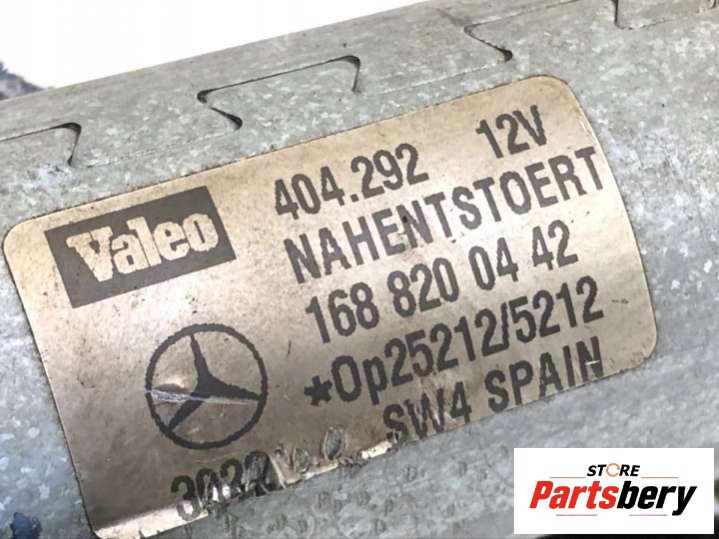 Valeo
404.292 12V
NAHENTSTOERT
168 820 04 42
*Op25212/5212
SW4 SPAIN
STORE
Partsbery